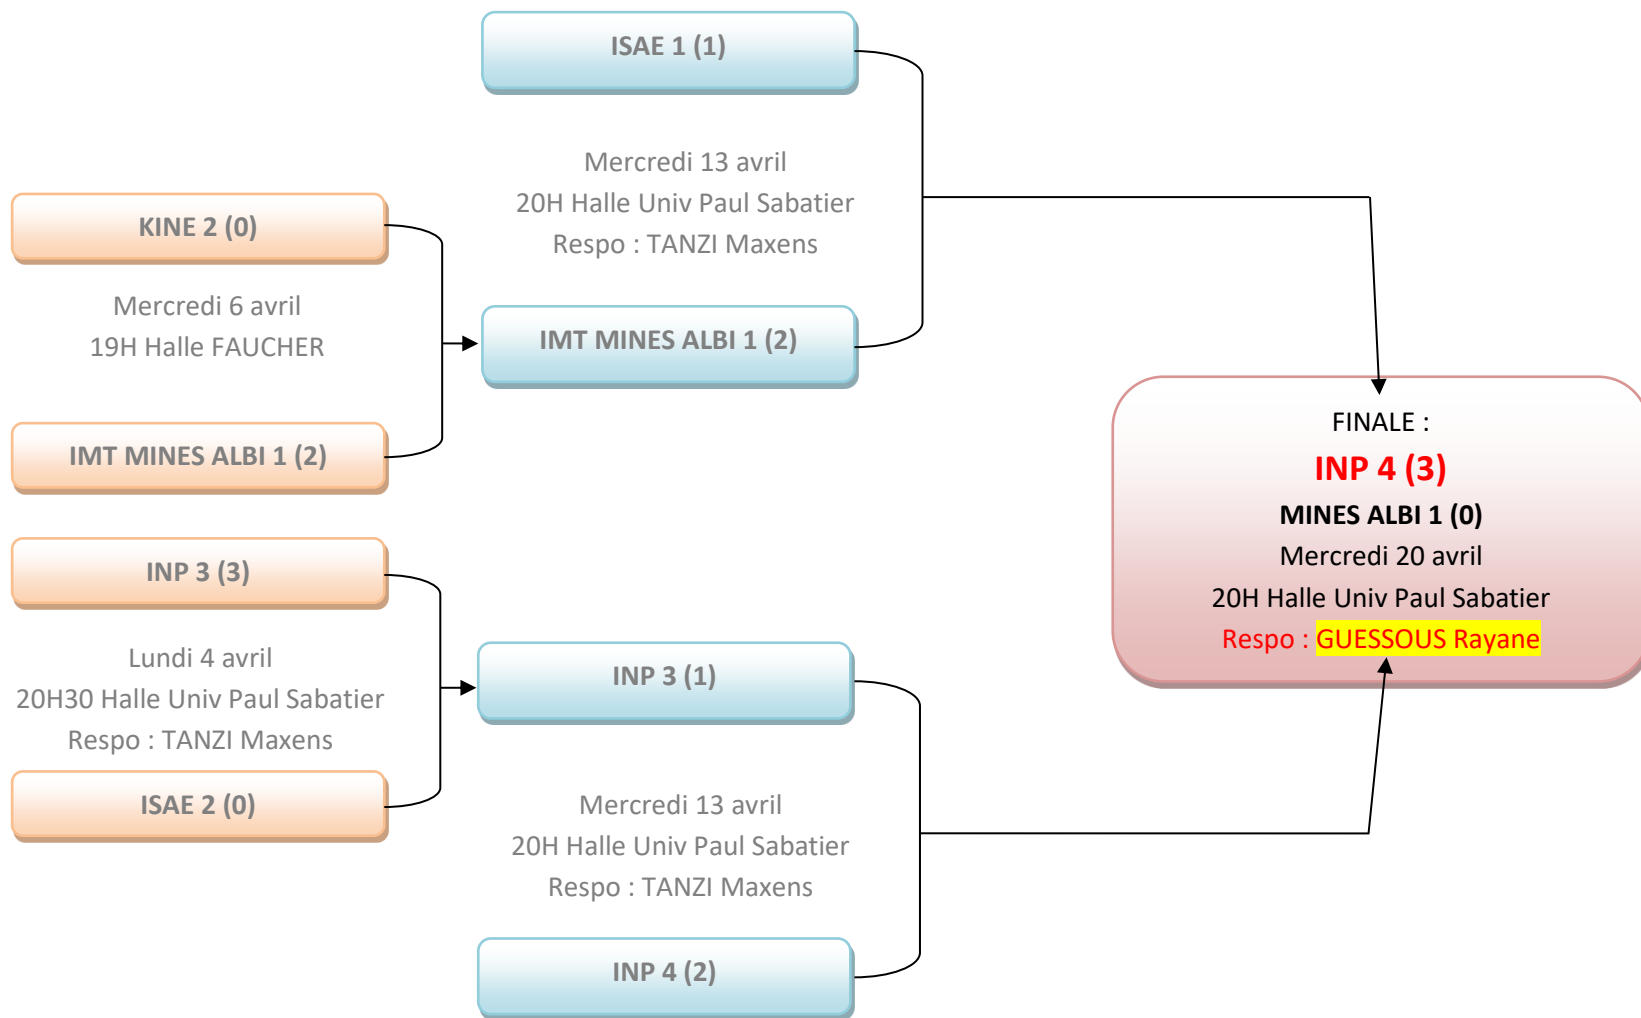 ISAE 1 (1)
Mercredi 13 avril
20H Halle Univ Paul Sabatier
Respo : TANZI Maxens
KINE 2 (0)
Mercredi 6 avril
19H Halle FAUCHER
IMT MINES ALBI 1 (2)
IMT MINES ALBI 1 (2)
FINALE :
INP 4 (3)
MINES ALBI 1 (0)
Mercredi 20 avril
20H Halle Univ Paul Sabatier
Respo : GUESSOUS Rayane
INP 3 (3)
Lundi 4 avril
20H30 Halle Univ Paul Sabatier
Respo : TANZI Maxens
ISAE 2 (0)
INP 3 (1)
Mercredi 13 avril
20H Halle Univ Paul Sabatier
Respo : TANZI Maxens
INP 4 (2)